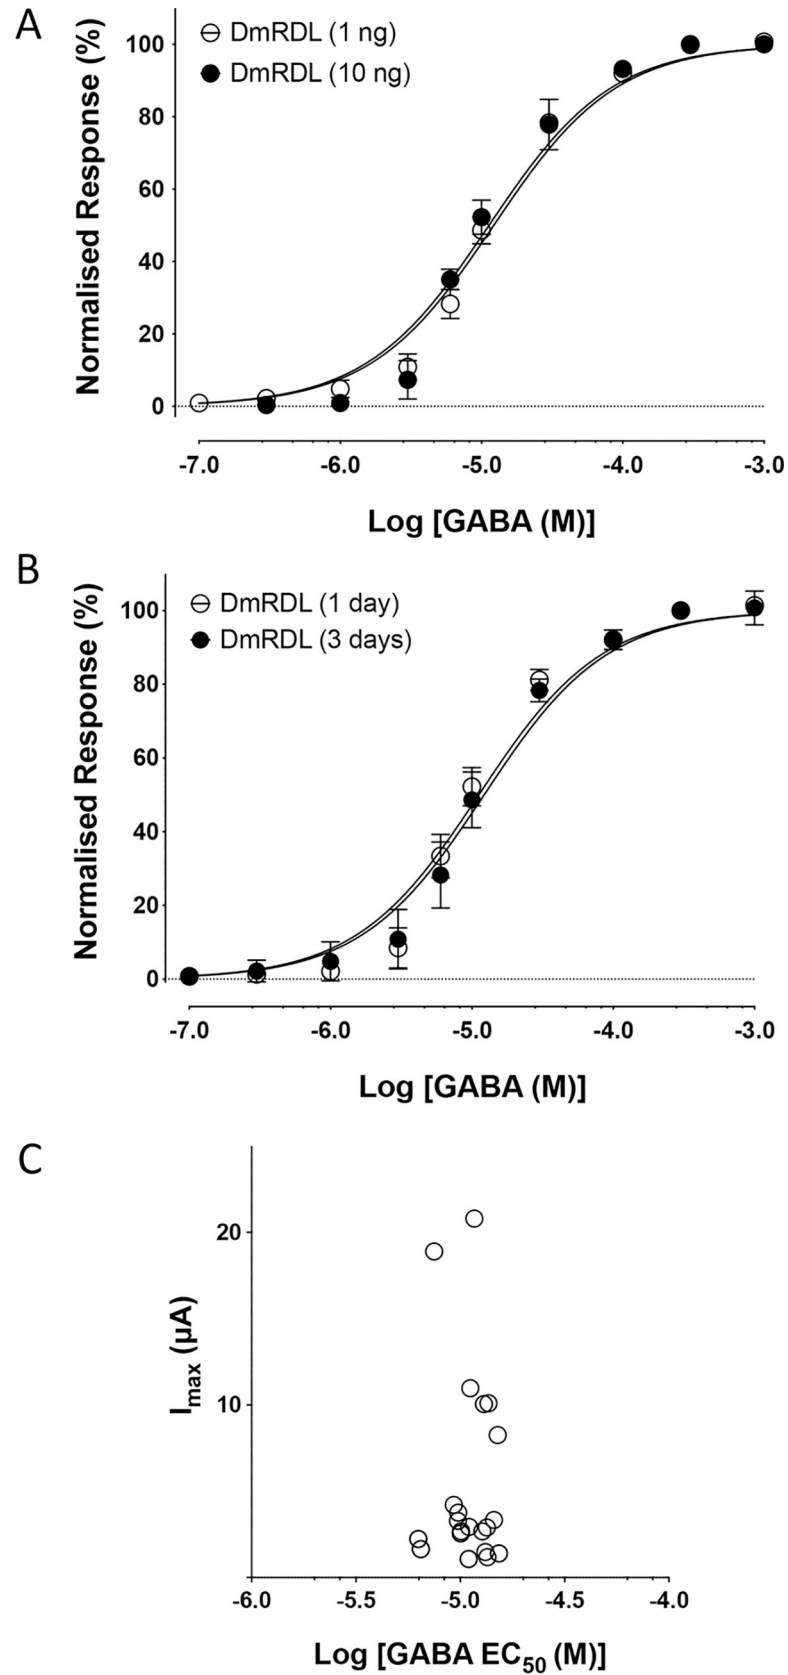 A
DmRDL (1 ng)
DmRDL (10 ng)
Normalised Response (%)
100
80
60
40
20
0
-7.0 -6.0 -5.0 -4.0 -3.0
Log [GABA (M)]
B
DmRDL (1 day)
DmRDL (3 days)
Normalised Response (%)
100
80
60
40
20
0
-7.0 -6.0 -5.0 -4.0 -3.0
Log [GABA (M)]
C
Imax (µA)
20
10
-6.0 -5.5 -5.0 -4.5 -4.0
Log [GABA EC50 (M)]